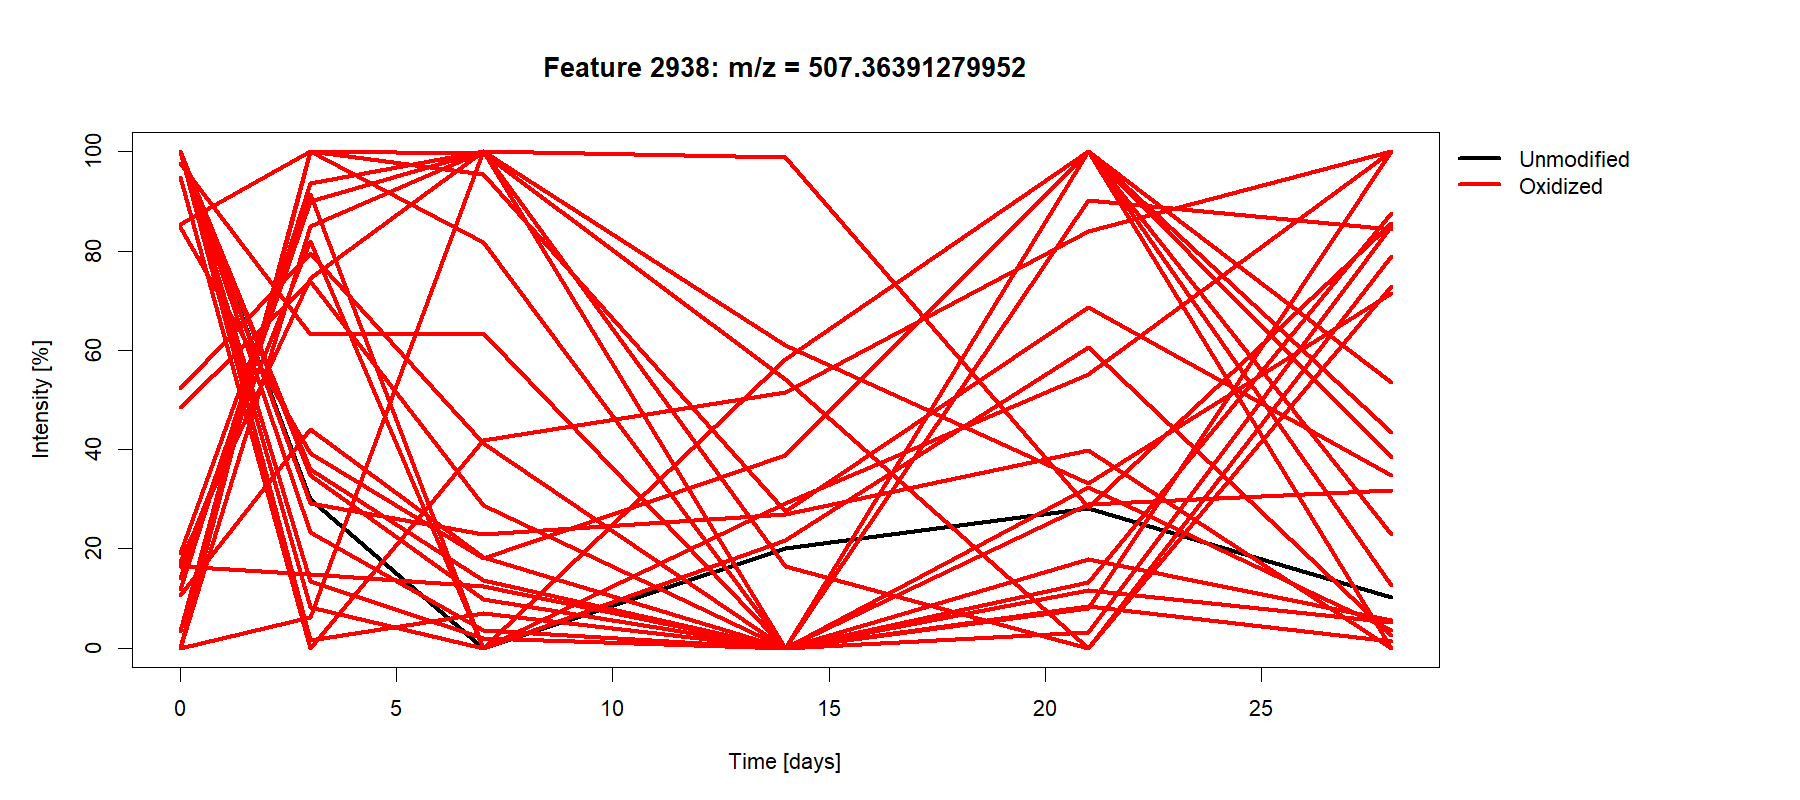 Feature 2938: m/z = 507.36391279952
Unmodified
Oxidized
Intensity [%]
100
80
60
40
20
0
0 5 10 15 20 25
Time [days]